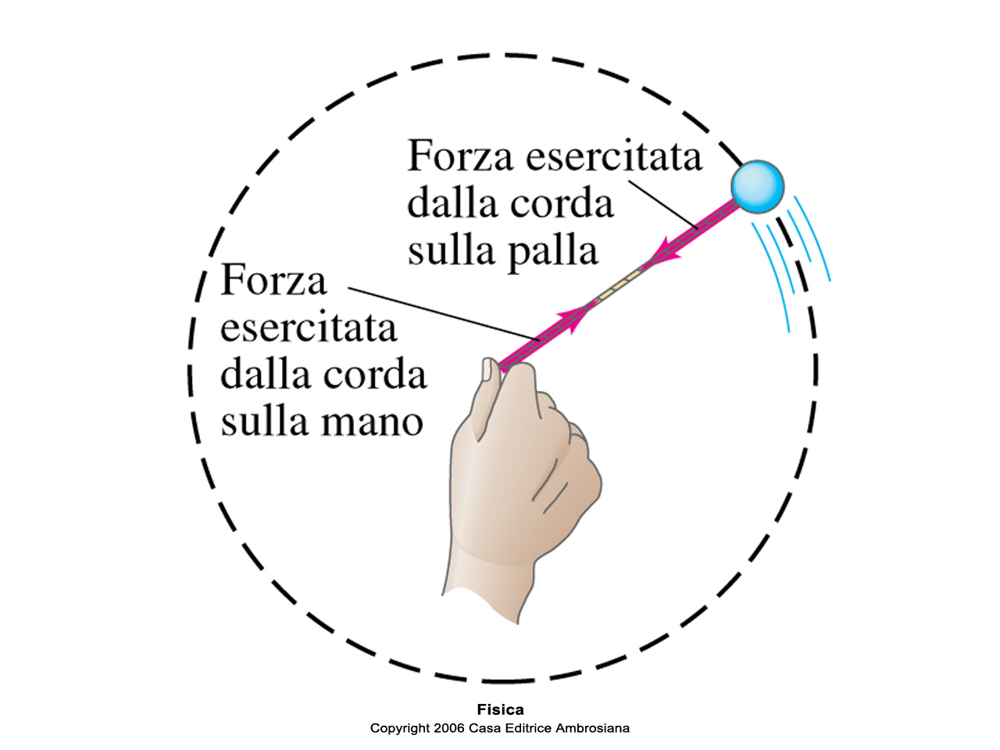 Forza esercitata
dalla corda
sulla palla
Forza
esercitata
dalla corda
sulla mano
Fisica
Copyright 2006 Casa Editrice Ambrosiana